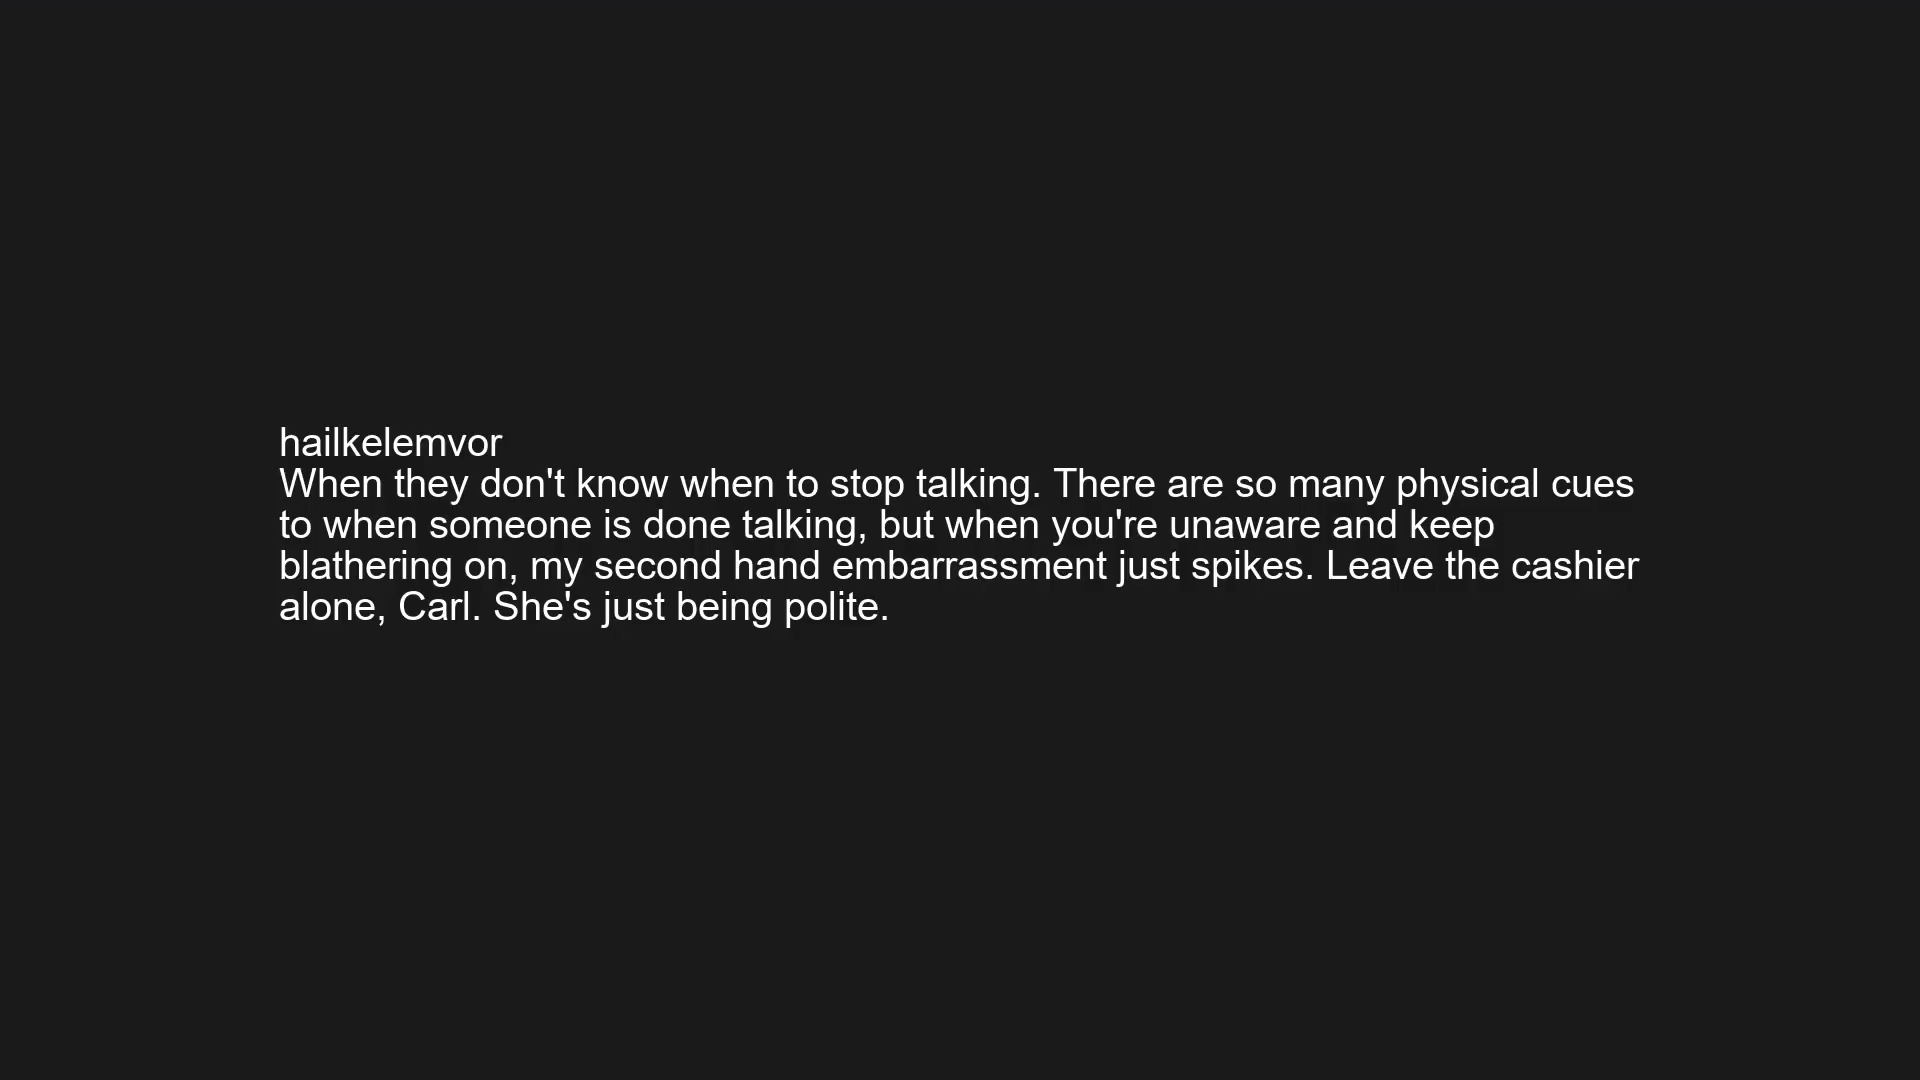 hailkelemvor
When they don't know when to stop talking. There are so many physical cues
to when someone is done talking, but when you're unaware and keep
blathering on, my second hand embarrassment just spikes. Leave the cashier
alone, Carl. She's just being polite.